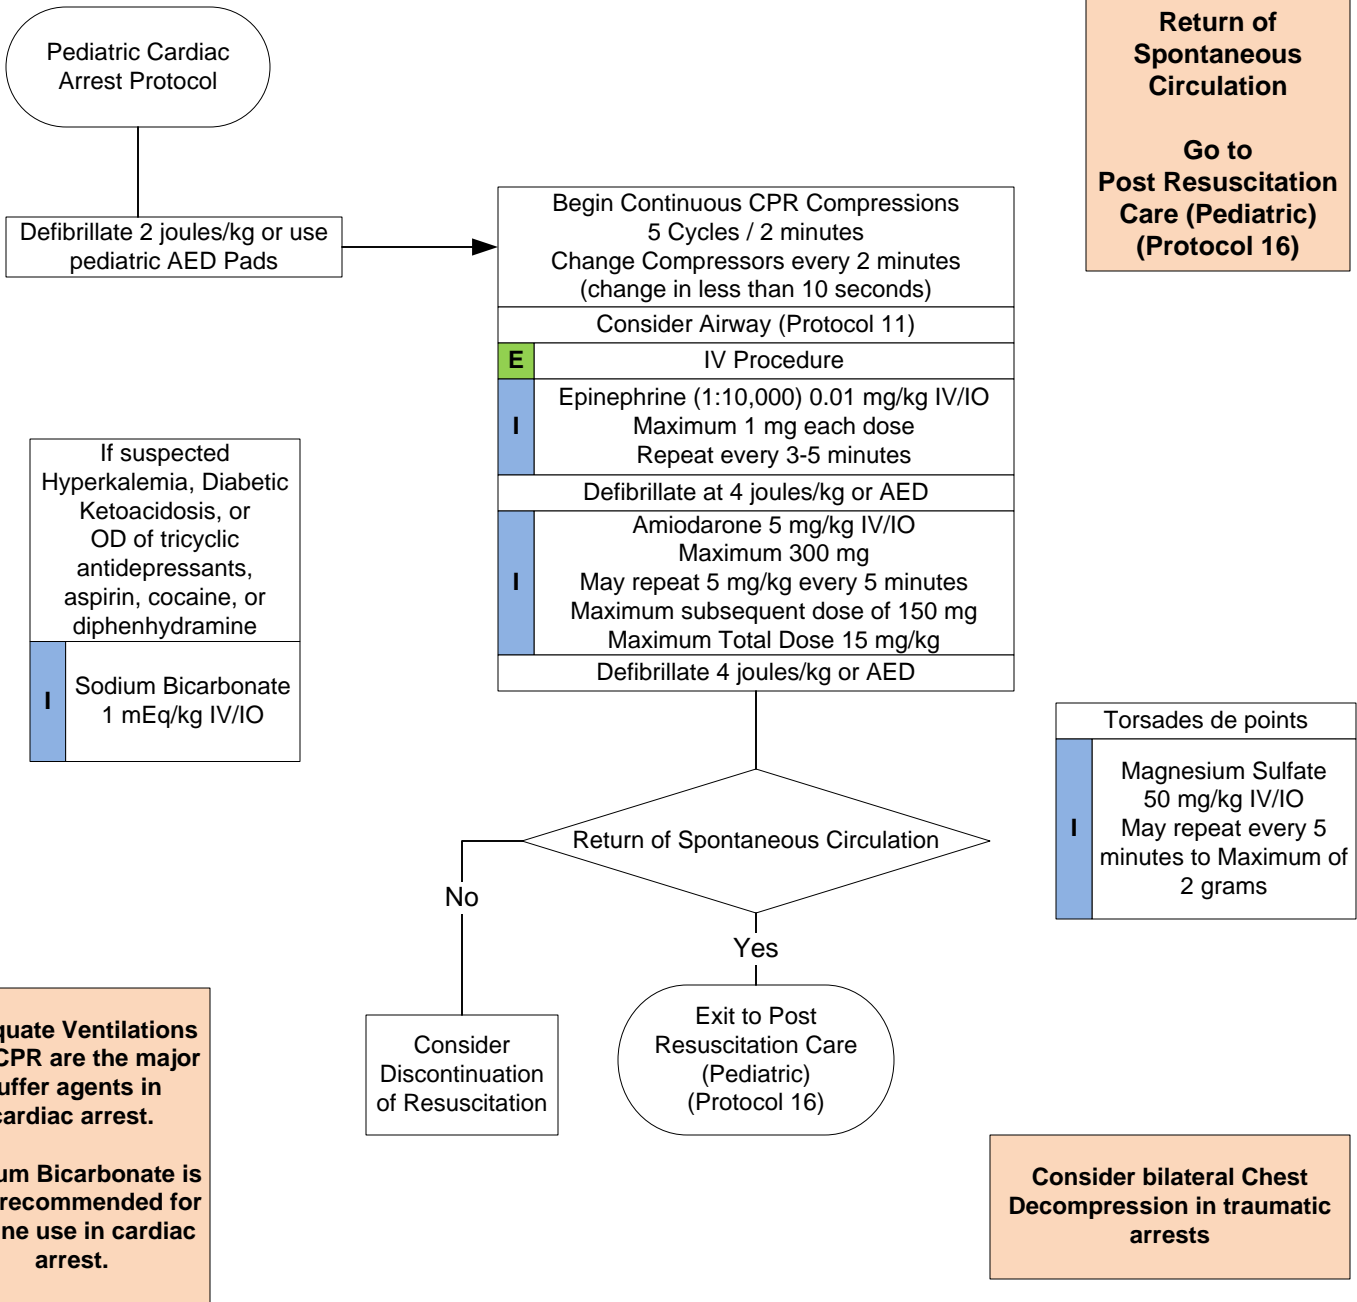 Pediatric Cardiac
Arrest Protocol
Return of
Spontaneous
Circulation
Go to
Post Resuscitation
Care (Pediatric)
(Protocol 16)
Defibrillate 2 joules/kg or use
pediatric AED Pads
Begin Continuous CPR Compressions
5 Cycles / 2 minutes
Change Compressors every 2 minutes
(change in less than 10 seconds)
Consider Airway (Protocol 11)
E IV Procedure
Epinephrine (1:10,000) 0.01 mg/kg IV/IO
I Maximum 1 mg each dose
Repeat every 3-5 minutes
Defibrillate at 4 joules/kg or AED
Amiodarone 5 mg/kg IV/IO
Maximum 300 mg
I May repeat 5 mg/kg every 5 minutes
Maximum subsequent dose of 150 mg
Maximum Total Dose 15 mg/kg
Defibrillate 4 joules/kg or AED
If suspected
Hyperkalemia, Diabetic
Ketoacidosis, or
OD of tricyclic
antidepressants,
aspirin, cocaine, or
diphenhydramine
I Sodium Bicarbonate
1 mEq/kg IV/IO
Torsades de points
Magnesium Sulfate
50 mg/kg IV/IO
I May repeat every 5
minutes to Maximum of
2 grams
Return of Spontaneous Circulation
No
Yes
Consider
Discontinuation
of Resuscitation
Exit to Post
Resuscitation Care
(Pediatric)
(Protocol 16)
Ventilations
CPR are the major
agents in
arrest.
Bicarbonate is
recommended for
use in cardiac
arrest.
Consider bilateral Chest
Decompression in traumatic
arrests